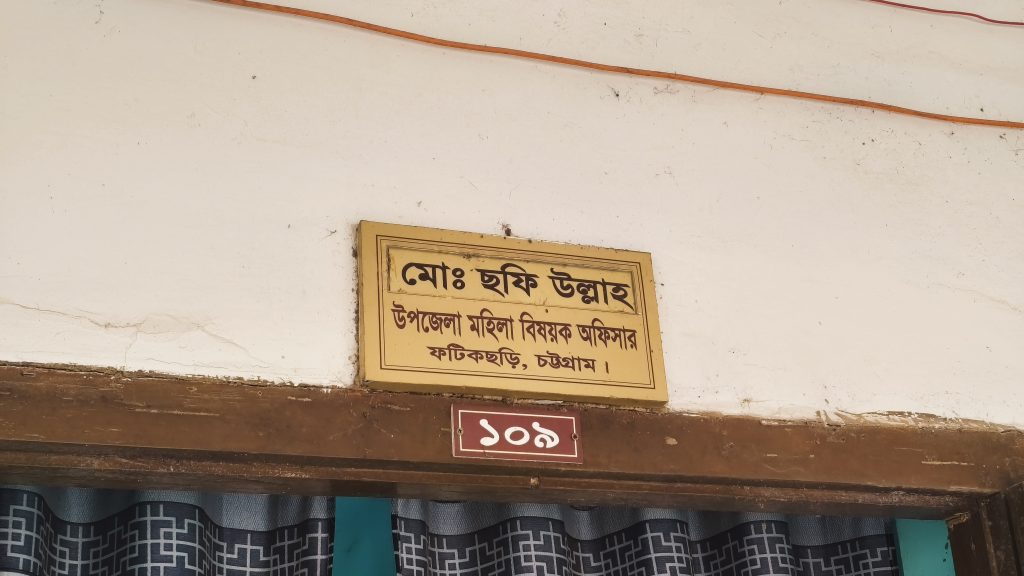 মোঃ ছফি উল্লাহ
উপজেলা মহিলা বিষয়ক অফিসার
ফটিকছড়ি, চট্টগ্রাম।
১০৯